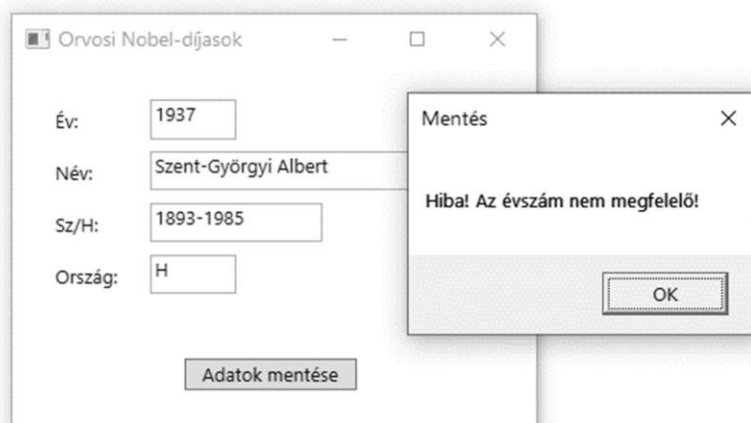 Orvosi Nobel-díjasok
Év: 1937
Név: Szent-Györgyi Albert
Sz/H: 1893-1985
Ország: H
Adatok mentése
Mentés
Hiba! Az évszám nem megfelelő!
OK